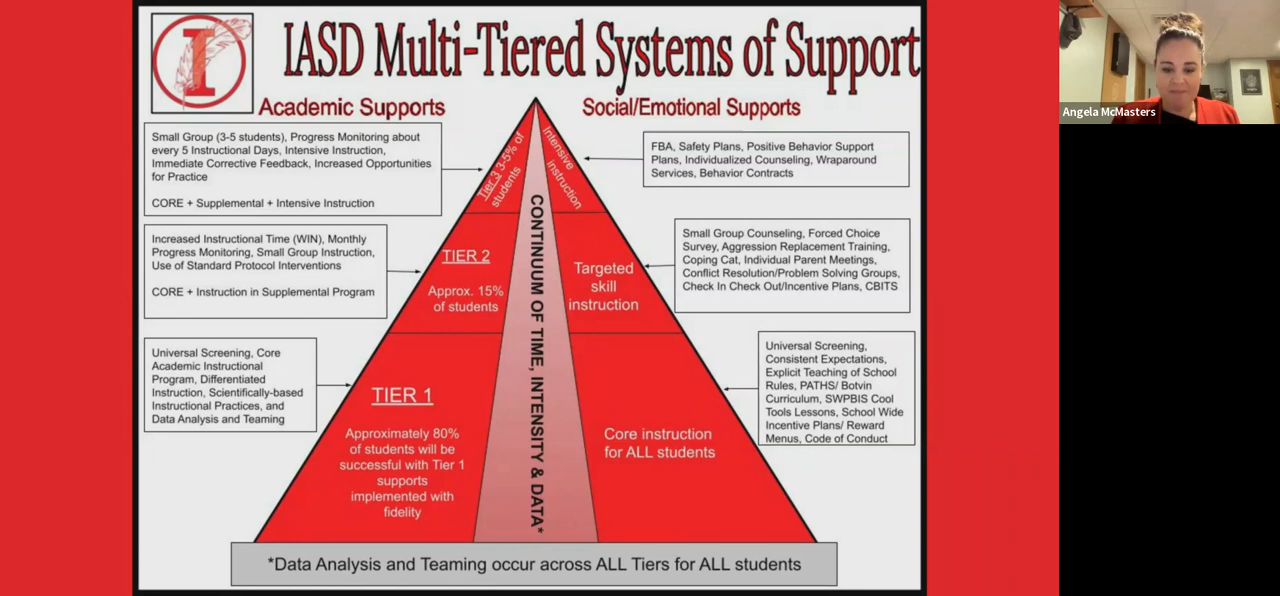 I
IASD Multi-Tiered Systems of Support
Academic Supports
Social/Emotional Supports
Small Group (3-5 students), Progress Monitoring about
every 5 Instructional Days, Intensive Instruction,
Immediate Corrective Feedback, Increased Opportunities
for Practice
CORE + Supplemental + Intensive Instruction
Tier 3 3-5% of
students
Intensive
instruction
FBA, Safety Plans, Positive Behavior Support
Plans, Individualized Counseling, Wraparound
Services, Behavior Contracts
Increased Instructional Time (WIN), Monthly
Progress Monitoring, Small Group Instruction,
Use of Standard Protocol Interventions
CORE + Instruction in Supplemental Program
TIER 2
Approx. 15%
of students
Targeted
skill
instruction
Small Group Counseling, Forced Choice
Survey, Aggression Replacement Training,
Coping Cat, Individual Parent Meetings,
Conflict Resolution/Problem Solving Groups,
Check In Check Out/Incentive Plans, CBITS
Universal Screening, Core
Academic Instructional
Program, Differentiated
Instruction, Scientifically-based
Instructional Practices, and
Data Analysis and Teaming
TIER 1
Approximately 80%
of students will be
successful with Tier 1
supports
implemented with
fidelity
CONTINUUM OF TIME, INTENSITY & DATA*
Core instruction
for ALL students
Universal Screening,
Consistent Expectations,
Explicit Teaching of School
Rules, PATHS/ Botvin
Curriculum, SWPBIS Cool
Tools Lessons, School Wide
Incentive Plans/ Reward
Menus, Code of Conduct
*Data Analysis and Teaming occur across ALL Tiers for ALL students
Angela McMasters